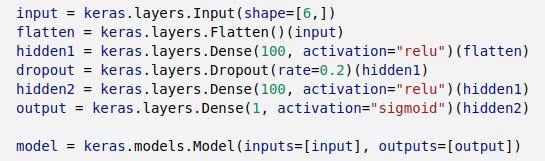 input = keras.layers.Input(shape=[6,])
flatten = keras.layers.Flatten()(input)
hidden1 = keras.layers.Dense(100, activation="relu")(flatten)
dropout = keras.layers.Dropout(rate=0.2)(hidden1)
hidden2 = keras.layers.Dense(100, activation="relu")(hidden1)
output = keras.layers.Dense(1, activation="sigmoid")(hidden2)
model = keras.models.Model(inputs=[input], outputs=[output])